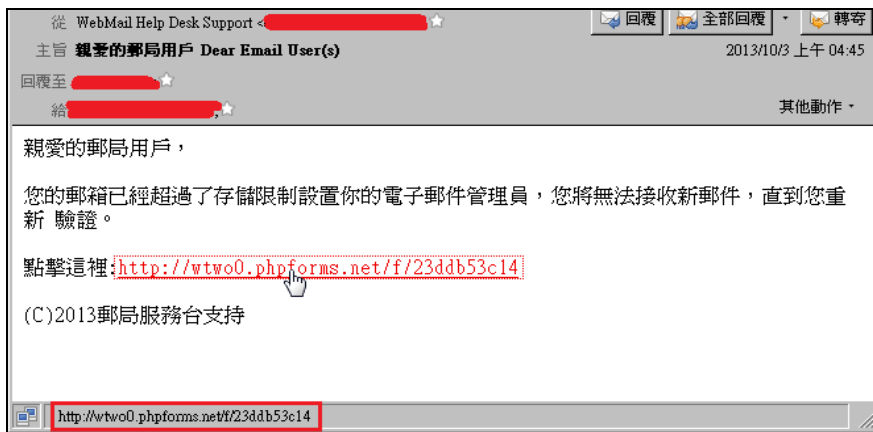 從 WebMail Help Desk Support <
回覆 全部回覆 轉寄
主旨 親愛的郵局用戶 Dear Email User(s)
2013/10/3 上午 04:45
回覆至
給 ,
其他動作
親愛的郵局用戶，
您的郵箱已經超過了存儲限制設置你的電子郵件管理員，您將無法接收新郵件，直到您重
新 驗證。
點擊這裡:http://wtwo0.phpforms.net/f/23ddb53c14
(C)2013郵局服務台支持
http://wtwo0.phpforms.net/f/23ddb53c14